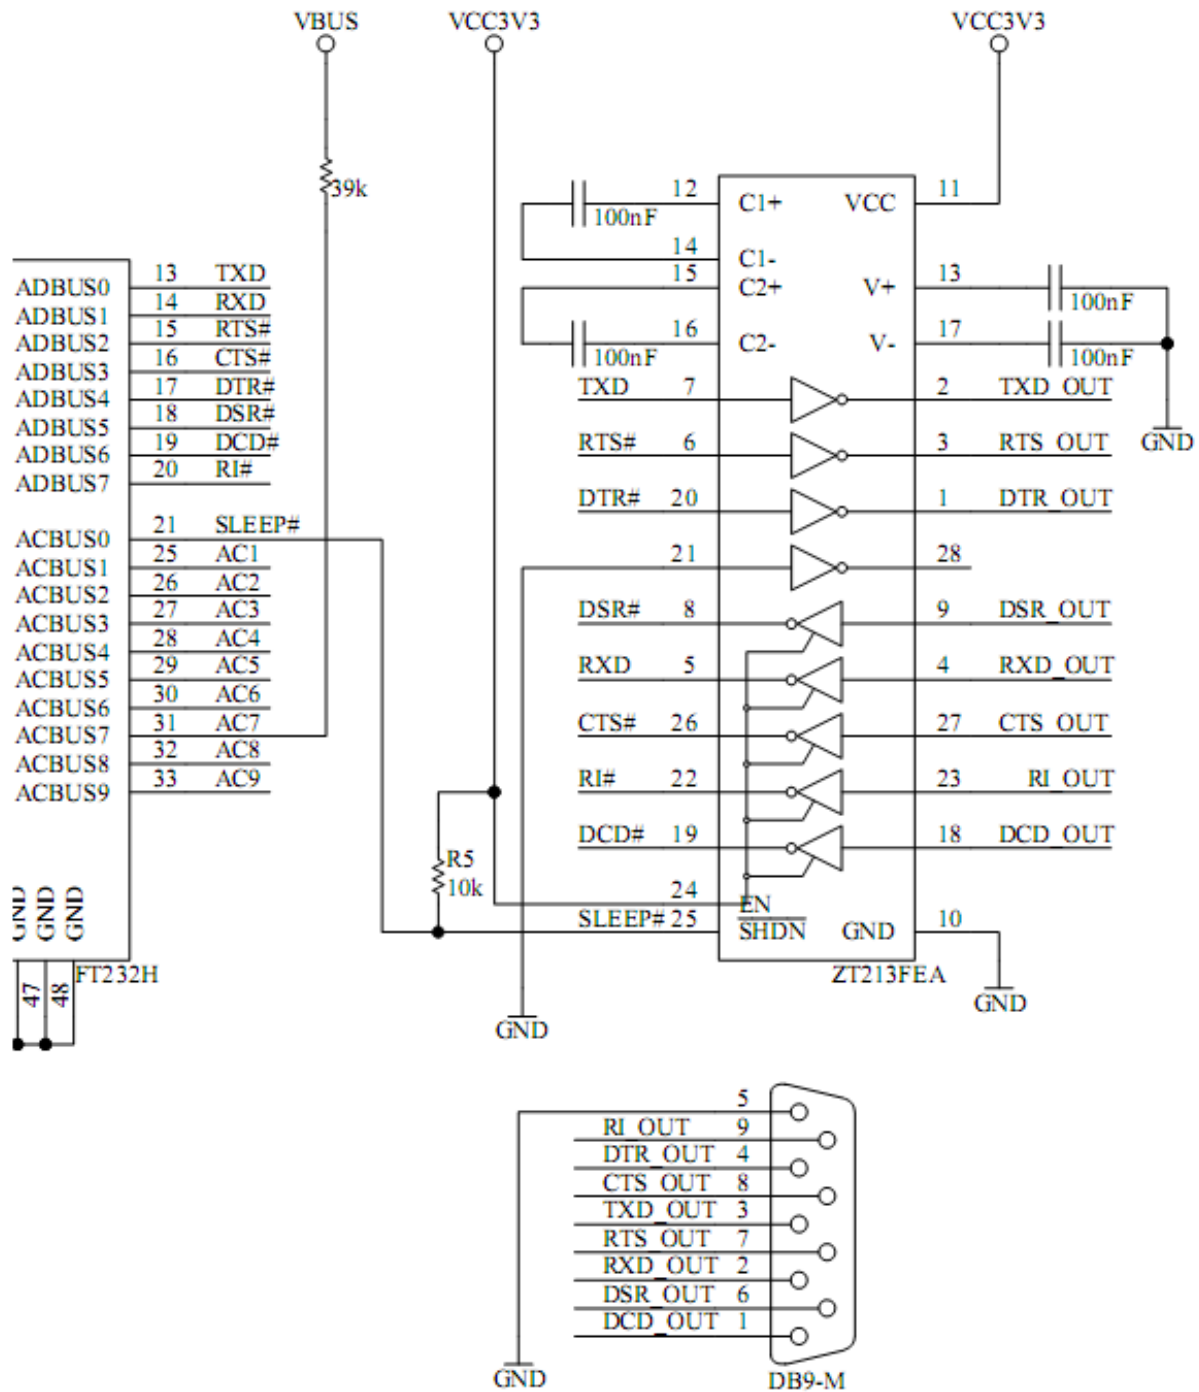 VBUS
VCC3V3
VCC3V3
39k
ADBUS0 13 TXD
ADBUS1 14 RXD
ADBUS2 15 RTS#
ADBUS3 16 CTS#
ADBUS4 17 DTR#
ADBUS5 18 DSR#
ADBUS6 19 DCD#
ADBUS7 20 RI#
ACBUS0 21 SLEEP#
ACBUS1 25 AC1
ACBUS2 26 AC2
ACBUS3 27 AC3
ACBUS4 28 AC4
ACBUS5 29 AC5
ACBUS6 30 AC6
ACBUS7 31 AC7
ACBUS8 32 AC8
ACBUS9 33 AC9
GND
GND
GND
47
48
FT232H
R5
10k
100nF
12 C1+ VCC 11
14 C1-
15 C2+ V+ 13
100nF
100nF
16 C2- V- 17
100nF
TXD 7 2 TXD_OUT
RTS# 6 3 RTS_OUT
GND
DTR# 20 1 DTR_OUT
21 28
DSR# 8 9 DSR_OUT
RXD 5 4 RXD_OUT
CTS# 26 27 CTS_OUT
RI# 22 23 RI_OUT
DCD# 19 18 DCD_OUT
24 EN
SLEEP# 25 SHDN GND 10
ZT213FEA
GND
GND
5
RI_OUT 9
DTR_OUT 4
CTS_OUT 8
TXD_OUT 3
RTS_OUT 7
RXD_OUT 2
DSR_OUT 6
DCD_OUT 1
GND
DB9-M